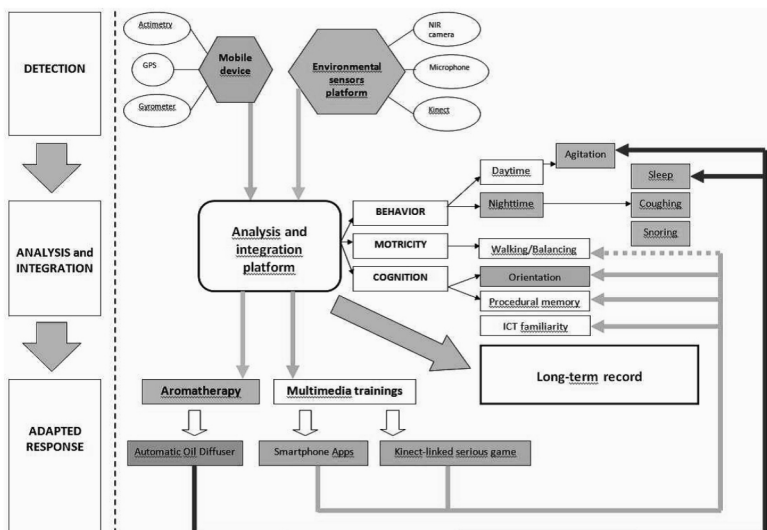 DETECTION
ANALYSIS and
INTEGRATION
ADAPTED
RESPONSE
Actimetry
GPS
Gyrometer
Mobile
device
Environmental
sensors
platform
NIR
camera
Microphone
Kinect
Analysis and
integration
platform
BEHAVIOR
MOTRICITY
COGNITION
Daytime
Nighttime
Agitation
Sleep
Coughing
Snoring
Walking/Balancing
Orientation
Procedural memory
ICT familiarity
Long-term record
Aromatherapy
Multimedia trainings
Automatic Oil Diffuser
Smartphone Apps
Kinect-linked serious game